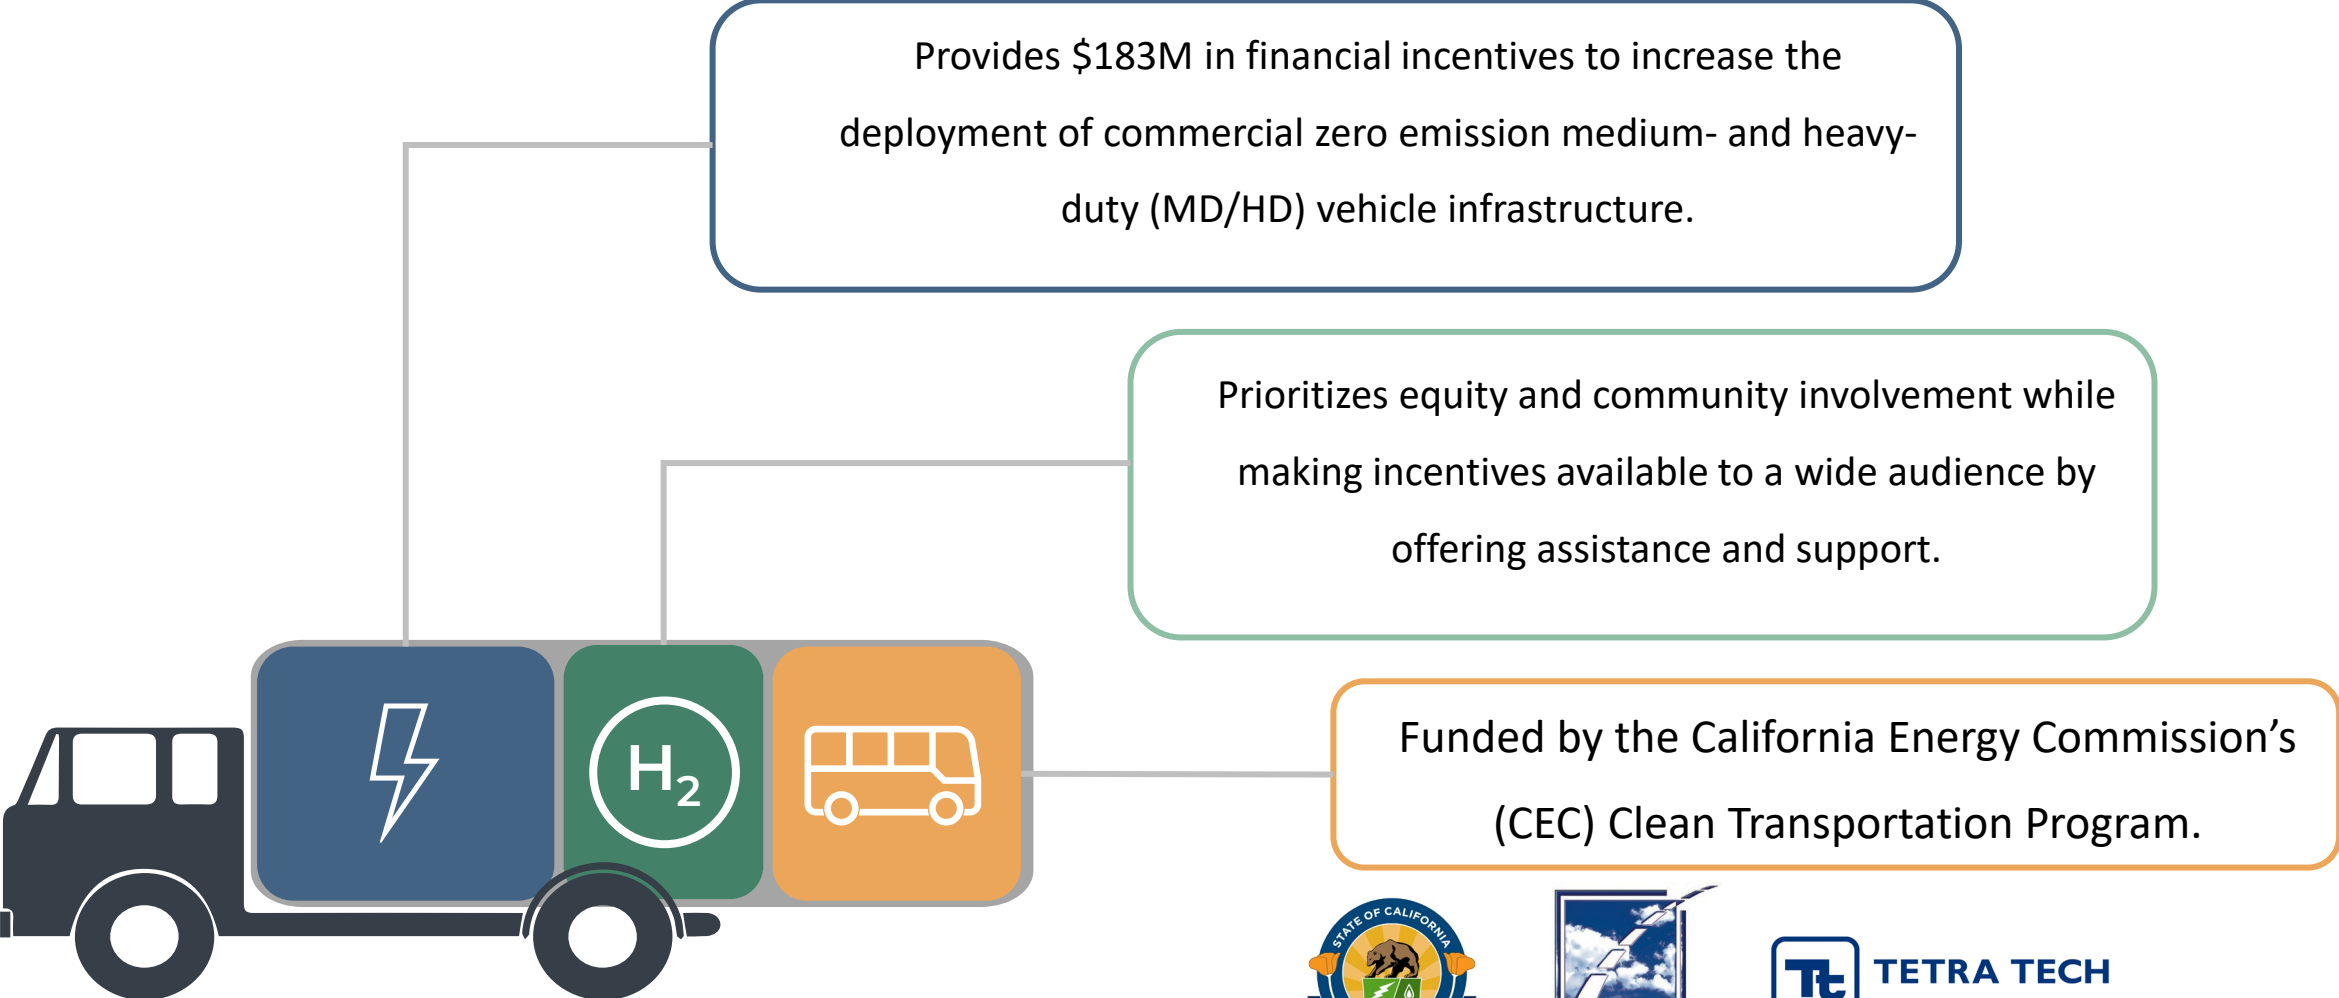 Provides $183M in financial incentives to increase the
deployment of commercial zero emission medium- and heavy-
duty (MD/HD) vehicle infrastructure.
Prioritizes equity and community involvement while
making incentives available to a wide audience by
offering assistance and support.
H2
Funded by the California Energy Commission’s
(CEC) Clean Transportation Program.
STATE OF CALIFORNIA
Tt
TETRA TECH